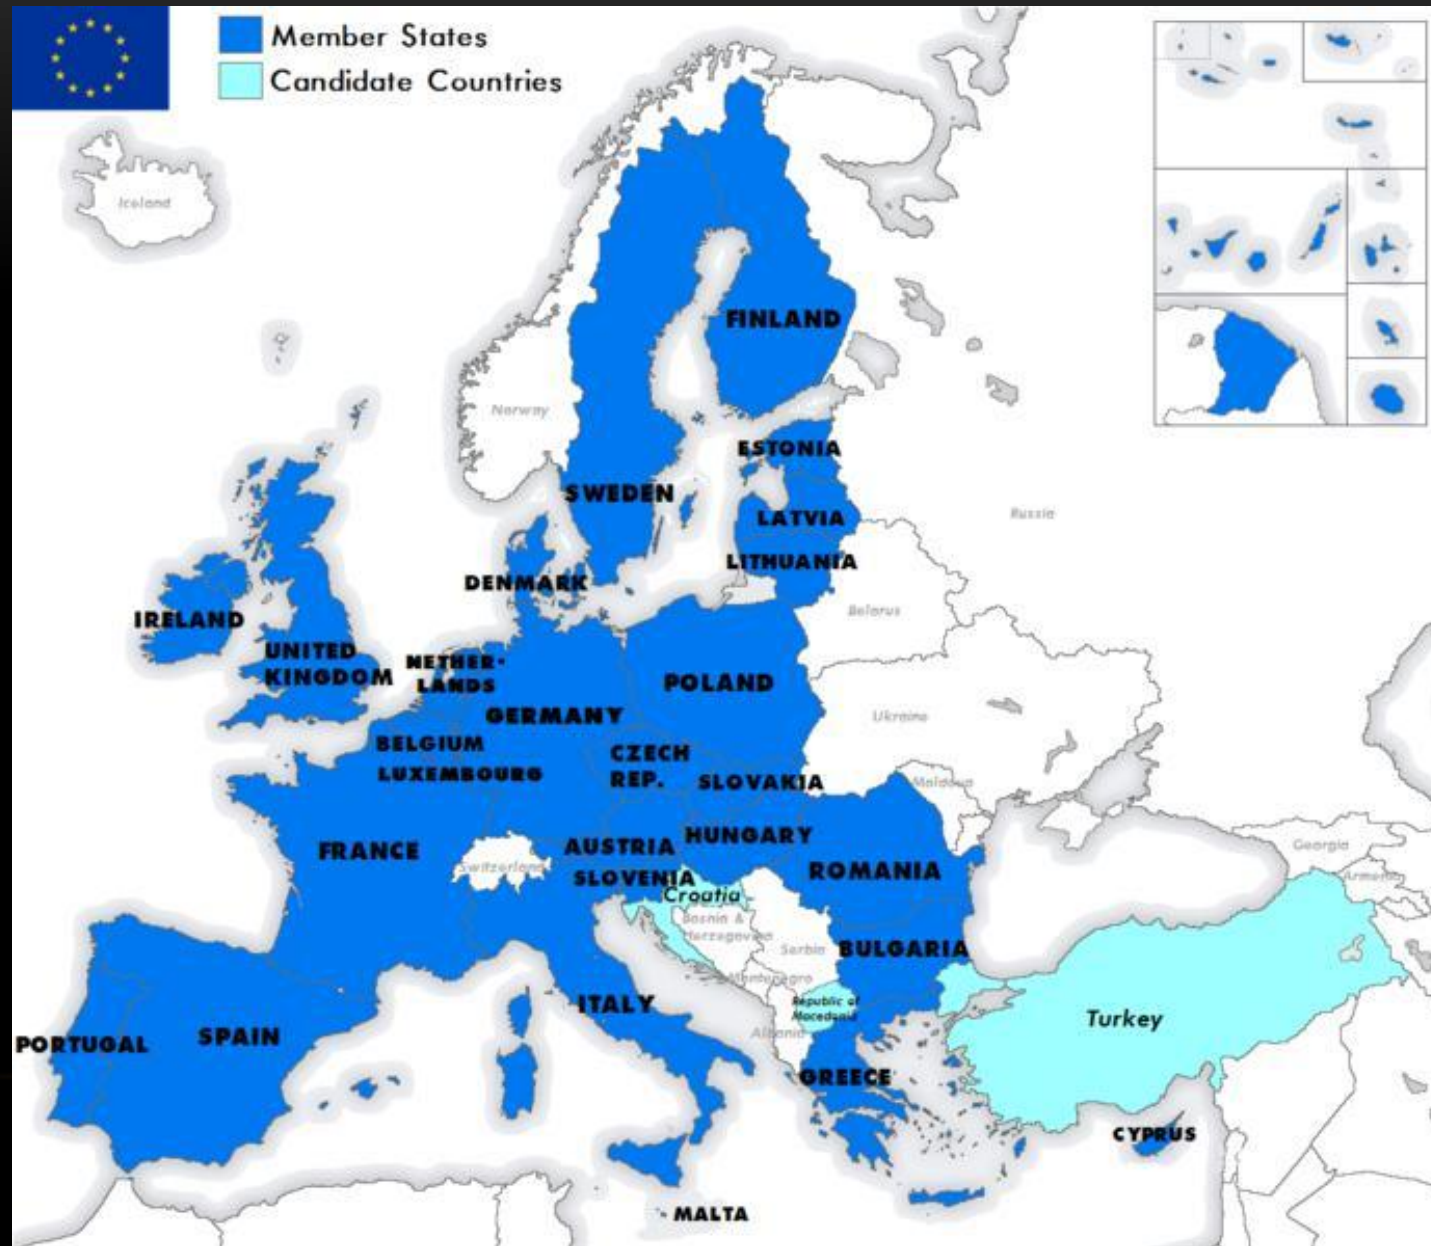 Member States
Candidate Countries
Iceland
FINLAND
Norway
ESTONIA
SWEDEN
Russia
LATVIA
LITHUANIA
DENMARK
Belarus
IRELAND
UNITED
KINGDOM
NETHER-
LANDS
POLAND
GERMANY
Ukraine
BELGIUM
CZECH
REP.
LUXEMBOURG
SLOVAKIA
Moldova
HUNGARY
AUSTRIA
FRANCE
Georgia
Switzerland
ROMANIA
SLOVENIA
Armenia
Croatia
Bosnia &
Herzegovina
Serbia
BULGARIA
Montenegro
ITALY
Republic of
Macedonia
Turkey
Albania
SPAIN
PORTUGAL
GREECE
CYPRUS
MALTA